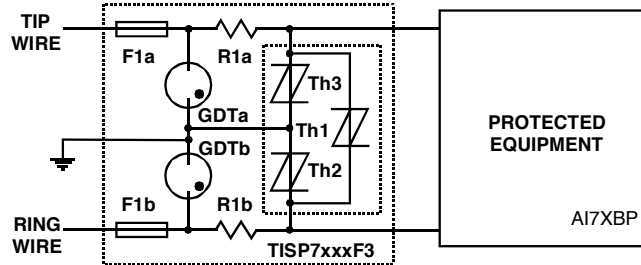 TIP
WIRE
F1a
R1a
GDTa
Th3
Th1
GDTb
Th2
F1b
R1b
RING
WIRE
TISP7xxxF3
PROTECTED
EQUIPMENT
AI7XBP